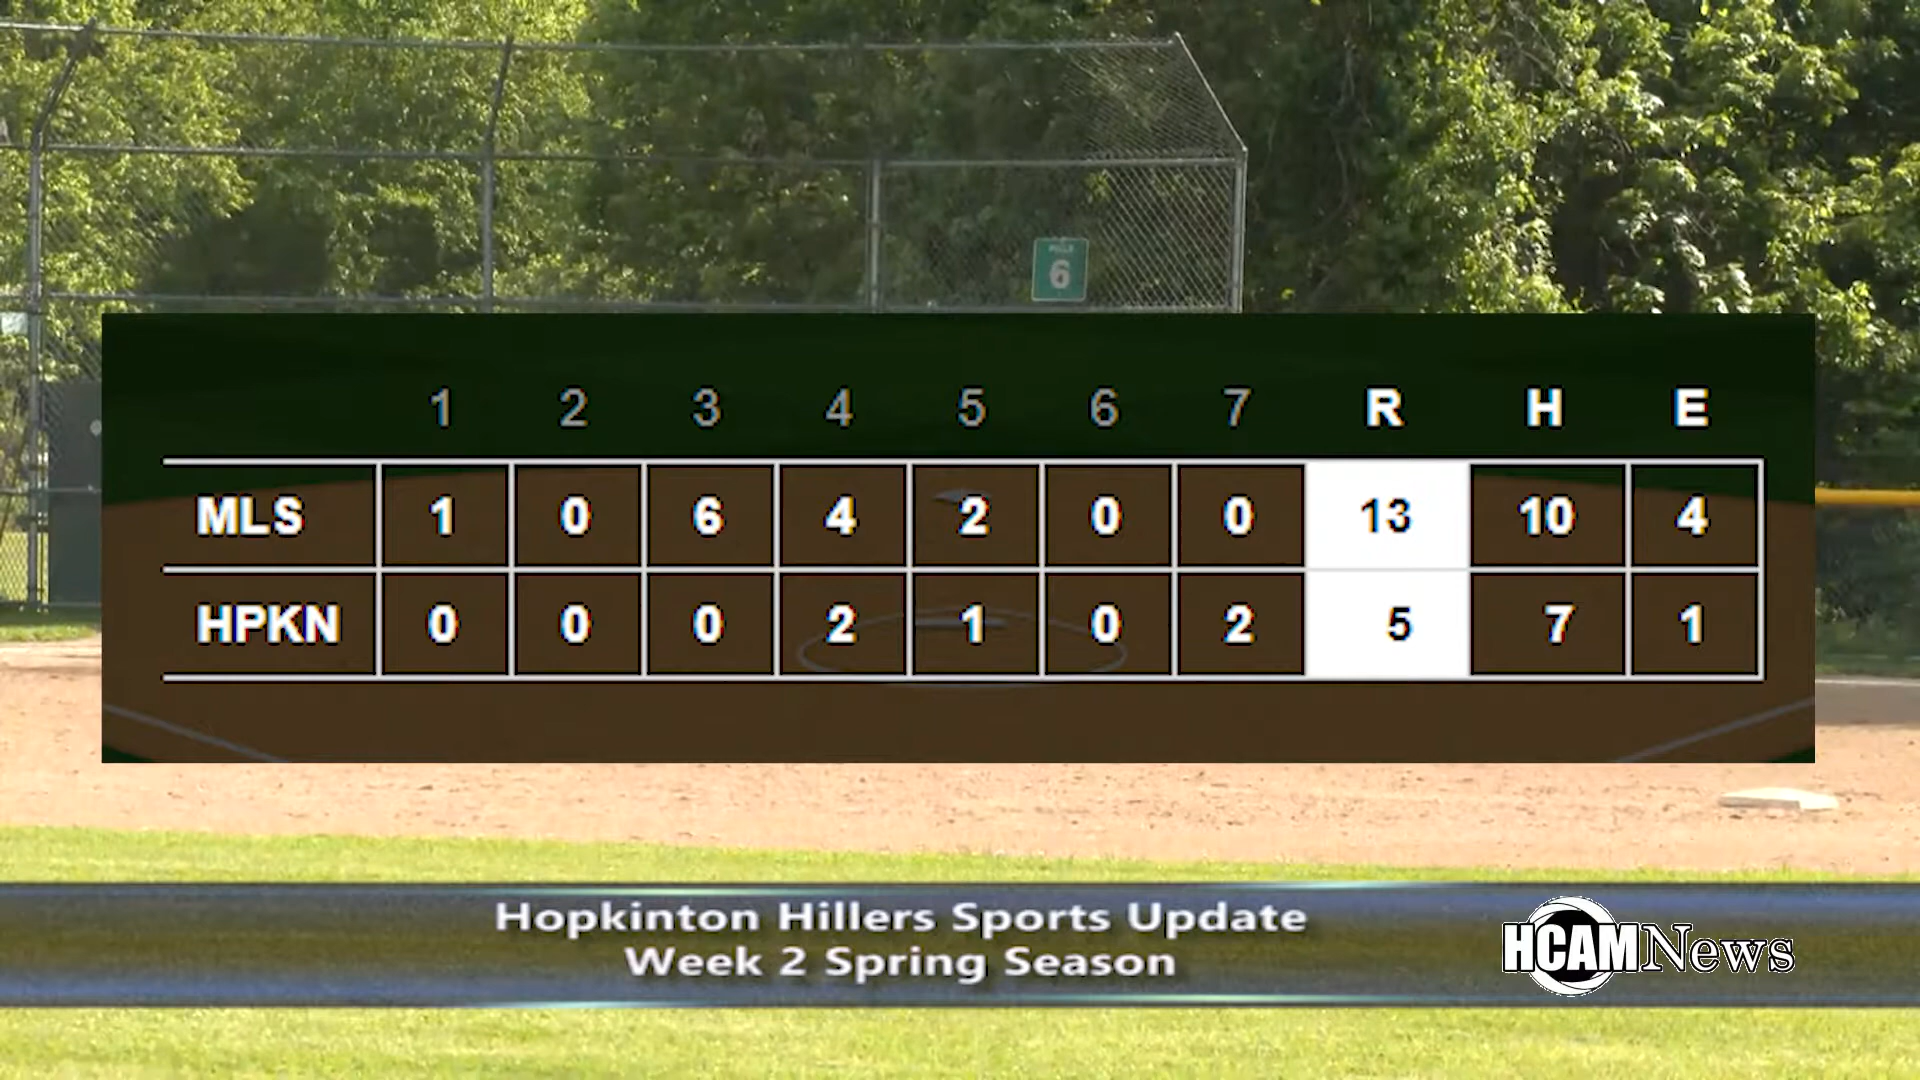 6
1 2 3 4 5 6 7 R H E
MLS 1 0 6 4 2 0 0 13 10 4
HPKN 0 0 0 2 1 0 2 5 7 1
Hopkinton Hillers Sports Update
Week 2 Spring Season
HCAM News